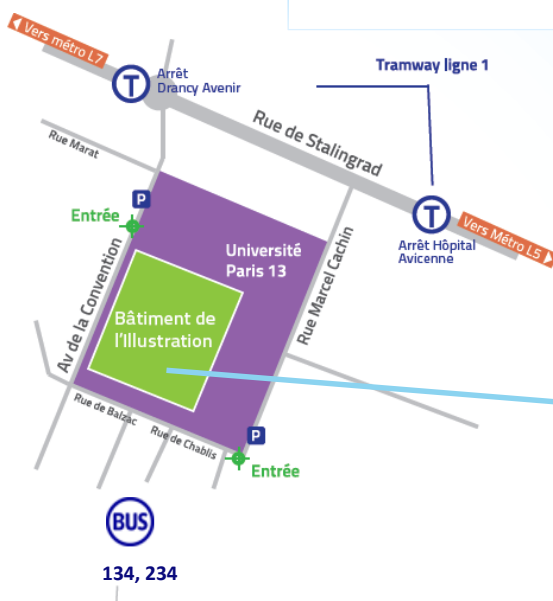 Vers métro L7
T
Arrêt
Drancy Avenir
Tramway ligne 1
Rue de Stalingrad
Rue Marat
P
Entrée
T
Vers Métro L5
Arrêt Hôpital
Avicenne
Université
Paris 13
Rue Marcel Cachin
Av de la Convention
Bâtiment de
l'Illustration
Rue de Balzac
Rue de Chablis
P
Entrée
BUS
134, 234